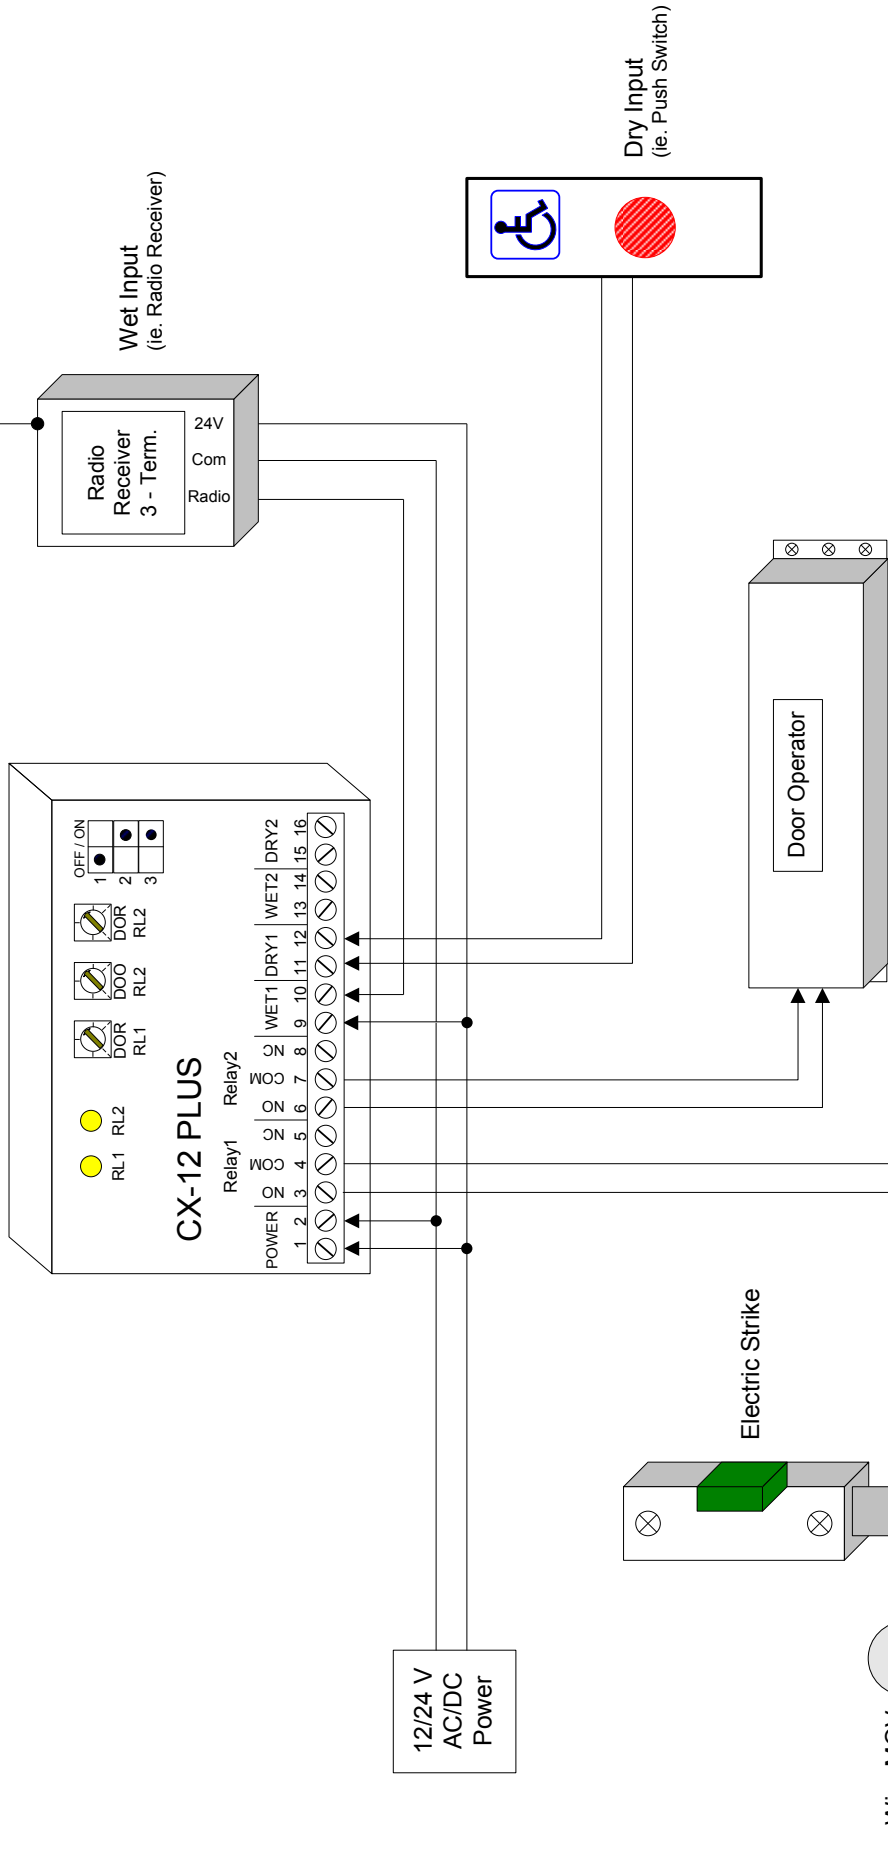 Wet Input
(ie. Radio Receiver)
Dry Input
(ie. Push Switch)
Radio
Receiver
3 - Term.
24V
Com
Radio
OFF / ON
1
2
3
DOR
RL2
DOO
RL2
DOR
RL1
RL2
RL1
CX-12 PLUS
Relay1
Relay2
POWER
NO
COM
NC
NO
COM
NC
WET1
DRY1
WET2
DRY2
1 2 3 4 5 6 7 8 9 10 11 12 13 14 15 16
Door Operator
Electric Strike
12/24 V
AC/DC
Power